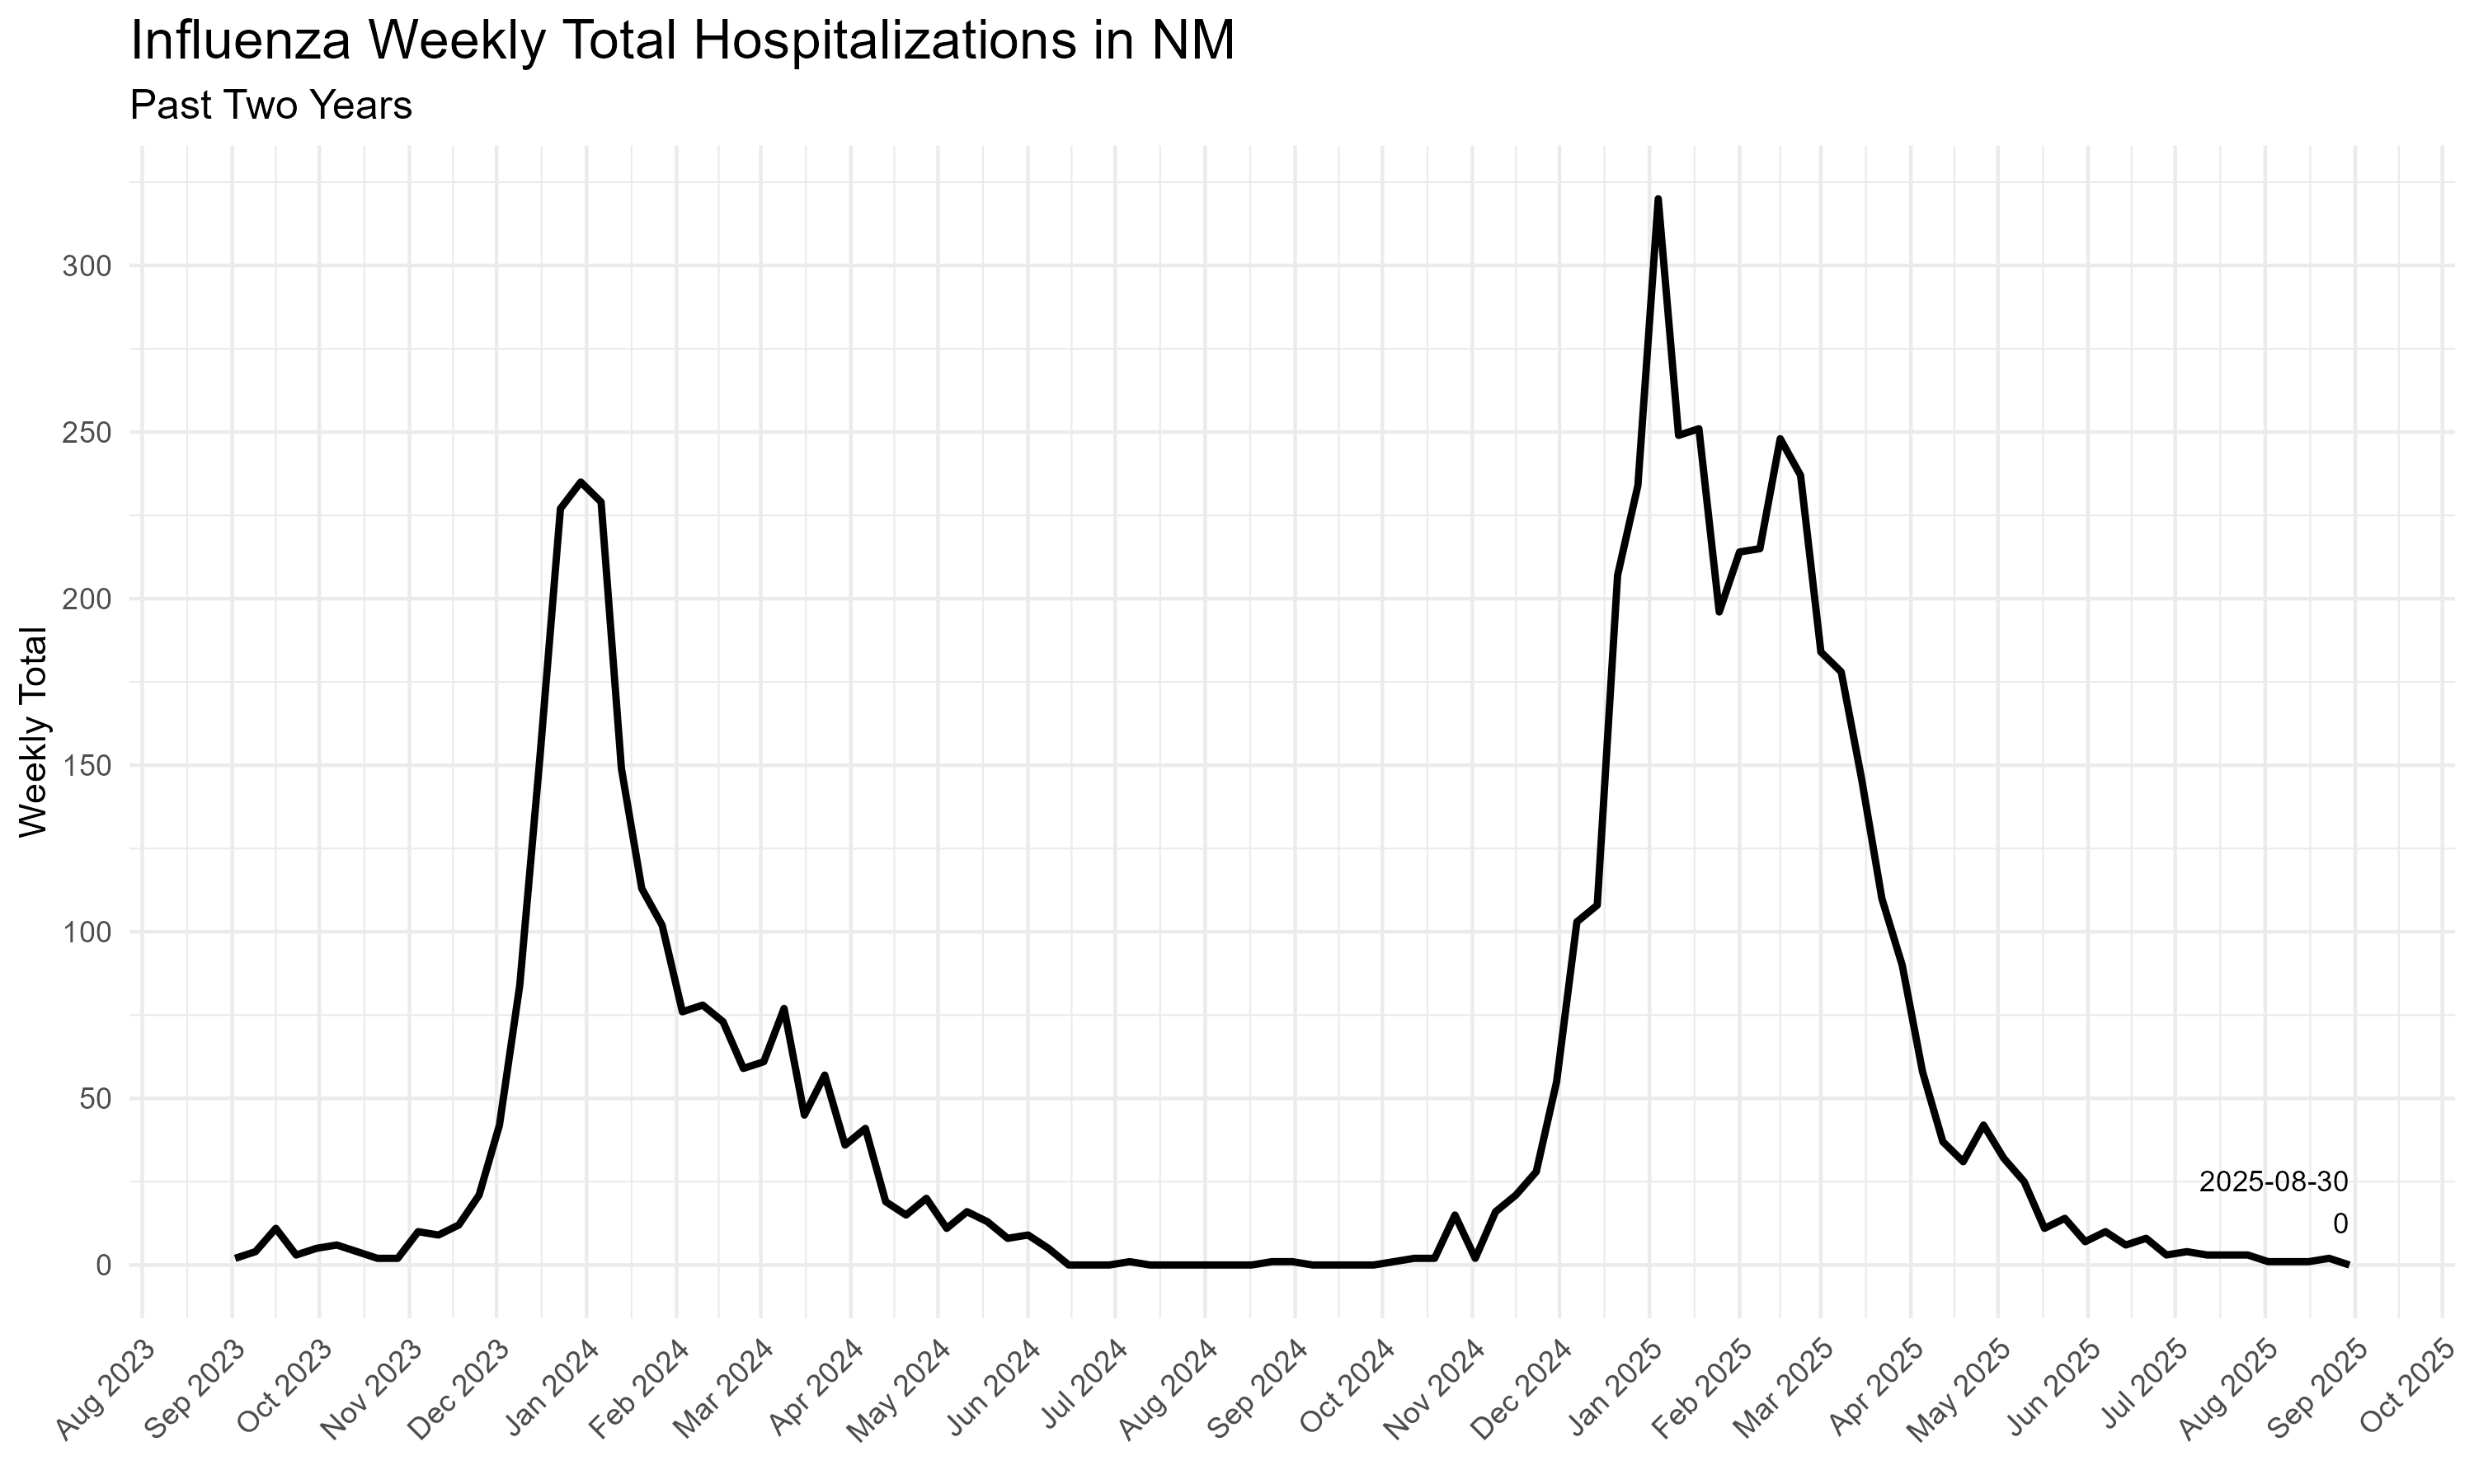 Influenza Weekly Total Hospitalizations in NM
Past Two Years
Weekly Total
300
250
200
150
100
50
0
2025-08-30
0
Aug 2023
Sep 2023
Oct 2023
Nov 2023
Dec 2023
Jan 2024
Feb 2024
Mar 2024
Apr 2024
May 2024
Jun 2024
Jul 2024
Aug 2024
Sep 2024
Oct 2024
Nov 2024
Dec 2024
Jan 2025
Feb 2025
Mar 2025
Apr 2025
May 2025
Jun 2025
Jul 2025
Aug 2025
Sep 2025
Oct 2025